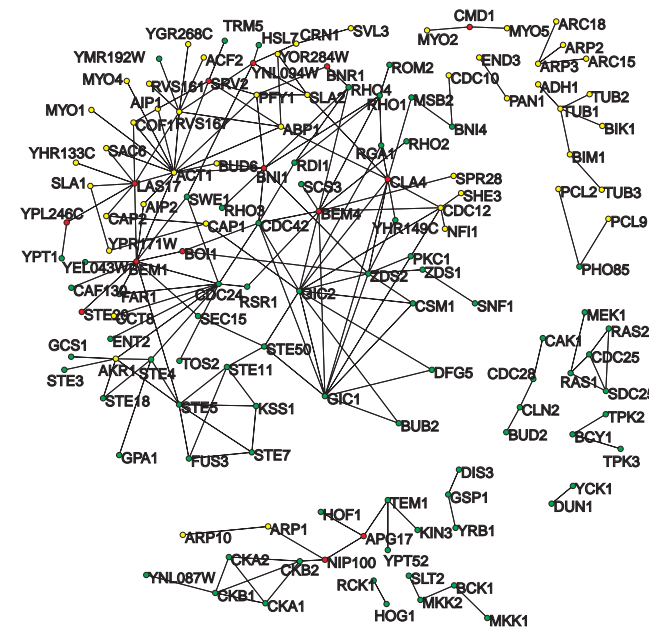 CMD1
TRM5
YGR268C
HSL7
CRN1
SVL3
MYO2
MYO5
ARC18
YMR192W
ACF2
YOR284W
YNL094W
BNR1
ROM2
END3
ARP2
ARP3
ARC15
MYO4
RVS161
SRV2
PFY1
SLA2
RHO4
RHO1
MSB2
CDC10
PAN1
ADH1
TUB2
TUB1
MYO1
AIP1
COF1
RVS167
ABP1
BNI4
BIK1
YHR133C
SAC6
RGA1
RHO2
BIM1
ACT1
BUD6
BNI1
RDI1
SLA1
LAS17
SCS3
CLA4
SPR28
PCL2
TUB3
SWE1
SHE3
YPL246C
CAP2
AIP2
RHO3
BEM4
CDC12
PCL9
CAP1
CDC42
YHR149C
NFI1
YPR171W
YPT1
YEL043W
BEM1
BOI1
PKC1
ZDS2
ZDS1
PHO85
CAF130
FAR1
CDC24
RSR1
GIC2
CSM1
SNF1
CCT8
SEC15
MEK1
RAS2
CAK1
GCS1
ENT2
STE50
CDC25
STE3
AKR1
STE4
TOS2
STE11
DFG5
CDC28
RAS1
SDC25
STE18
STE5
KSS1
GIC1
CLN2
TPK2
BUB2
BUD2
BCY1
GPA1
FUS3
STE7
TPK3
DIS3
YCK1
DUN1
HOF1
TEM1
GSP1
ARP10
ARP1
APG17
KIN3
YRB1
CKA2
CKB2
NIP100
YPT52
YNL087W
RCK1
SLT2
BCK1
CKB1
CKA1
HOG1
MKK2
MKK1